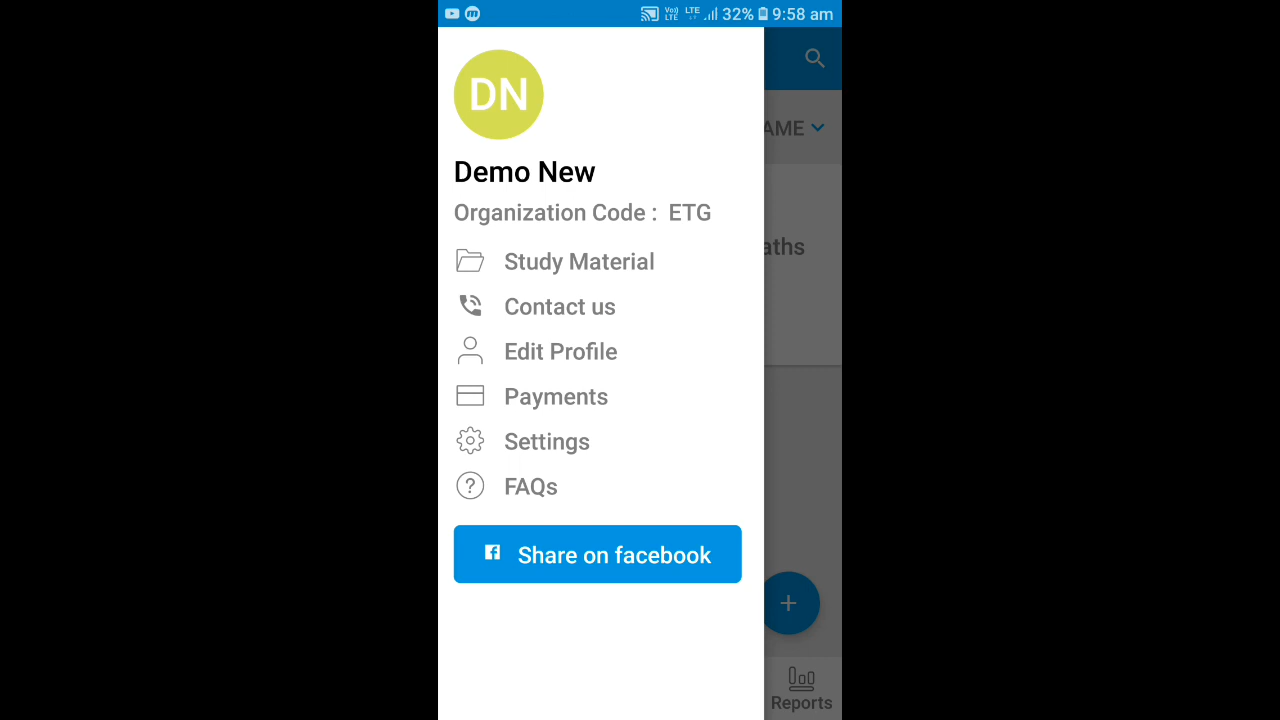 32% 9:58 am
DN
Demo New
Organization Code : ETG
Study Material
Contact us
Edit Profile
Payments
Settings
? FAQs
Share on facebook
AME
aths
+
Reports